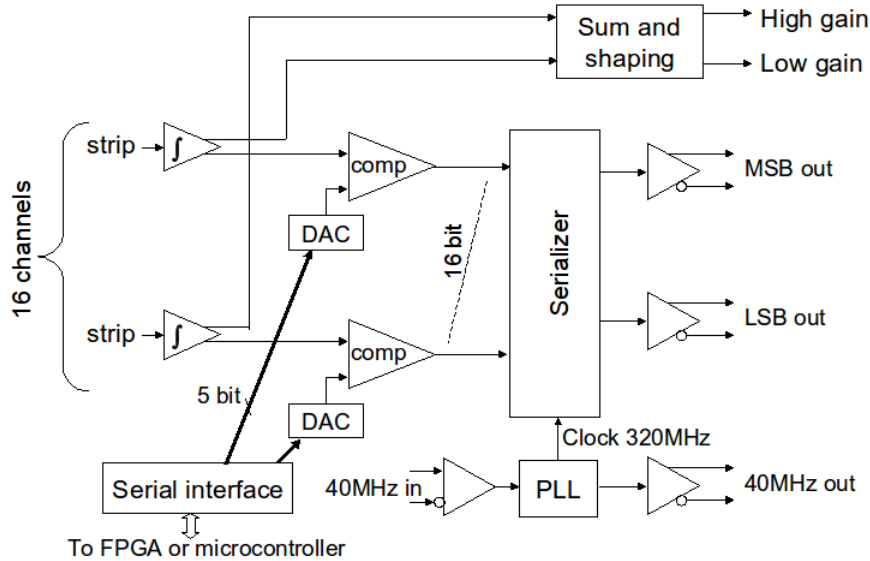 High gain
Sum and
shaping
Low gain
strip
∫
comp
MSB out
DAC
16 channels
16 bit
Serializer
strip
∫
comp
LSB out
5 bit
DAC
Clock 320MHz
Serial interface
40MHz in
PLL
40MHz out
To FPGA or microcontroller